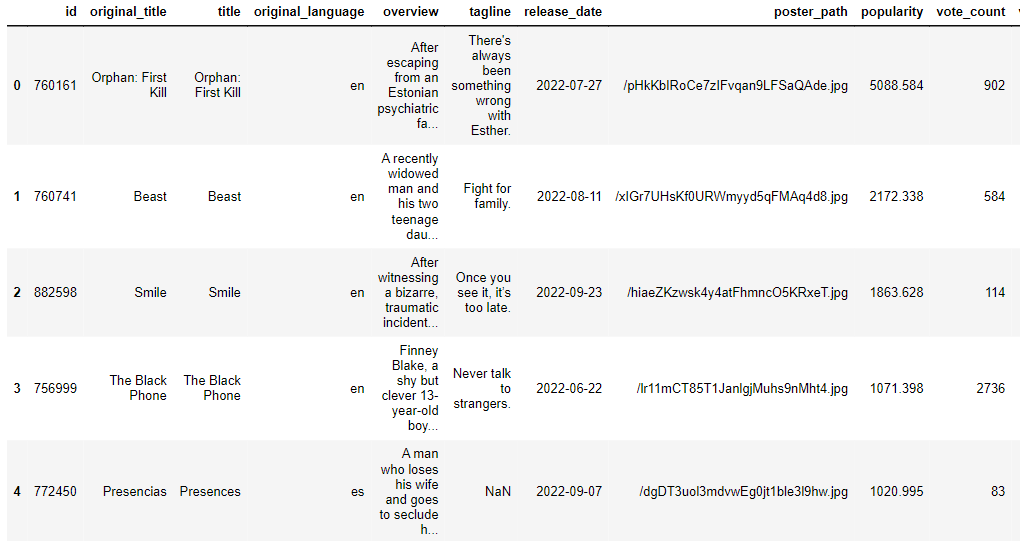 id original_title title original_language overview tagline release_date poster_path popularity vote_count
0 760161 Orphan: First Kill Orphan: First Kill en After escaping from an Estonian psychiatric fa... There's always been something wrong with Esther. 2022-07-27 /pHkKbIRoCe7zIFvqan9LFSaQAde.jpg 5088.584 902
1 760741 Beast Beast en A recently widowed man and his two teenage dau... Fight for family. 2022-08-11 /xIGr7UHsKf0URWmyyd5qFMAq4d8.jpg 2172.338 584
2 882598 Smile Smile en After witnessing a bizarre, traumatic incident... Once you see it, it's too late. 2022-09-23 /hiaeZKzwsk4y4atFhmncO5KRxeT.jpg 1863.628 114
3 756999 The Black Phone The Black Phone en Finney Blake, a shy but clever 13-year-old boy... Never talk to strangers. 2022-06-22 /lr11mCT85T1JanlgjMuhs9nMht4.jpg 1071.398 2736
4 772450 Presencias Presences es A man who loses his wife and goes to seclude h... NaN 2022-09-07 /dgDT3uol3mdvwEg0jt1ble3l9hw.jpg 1020.995 83